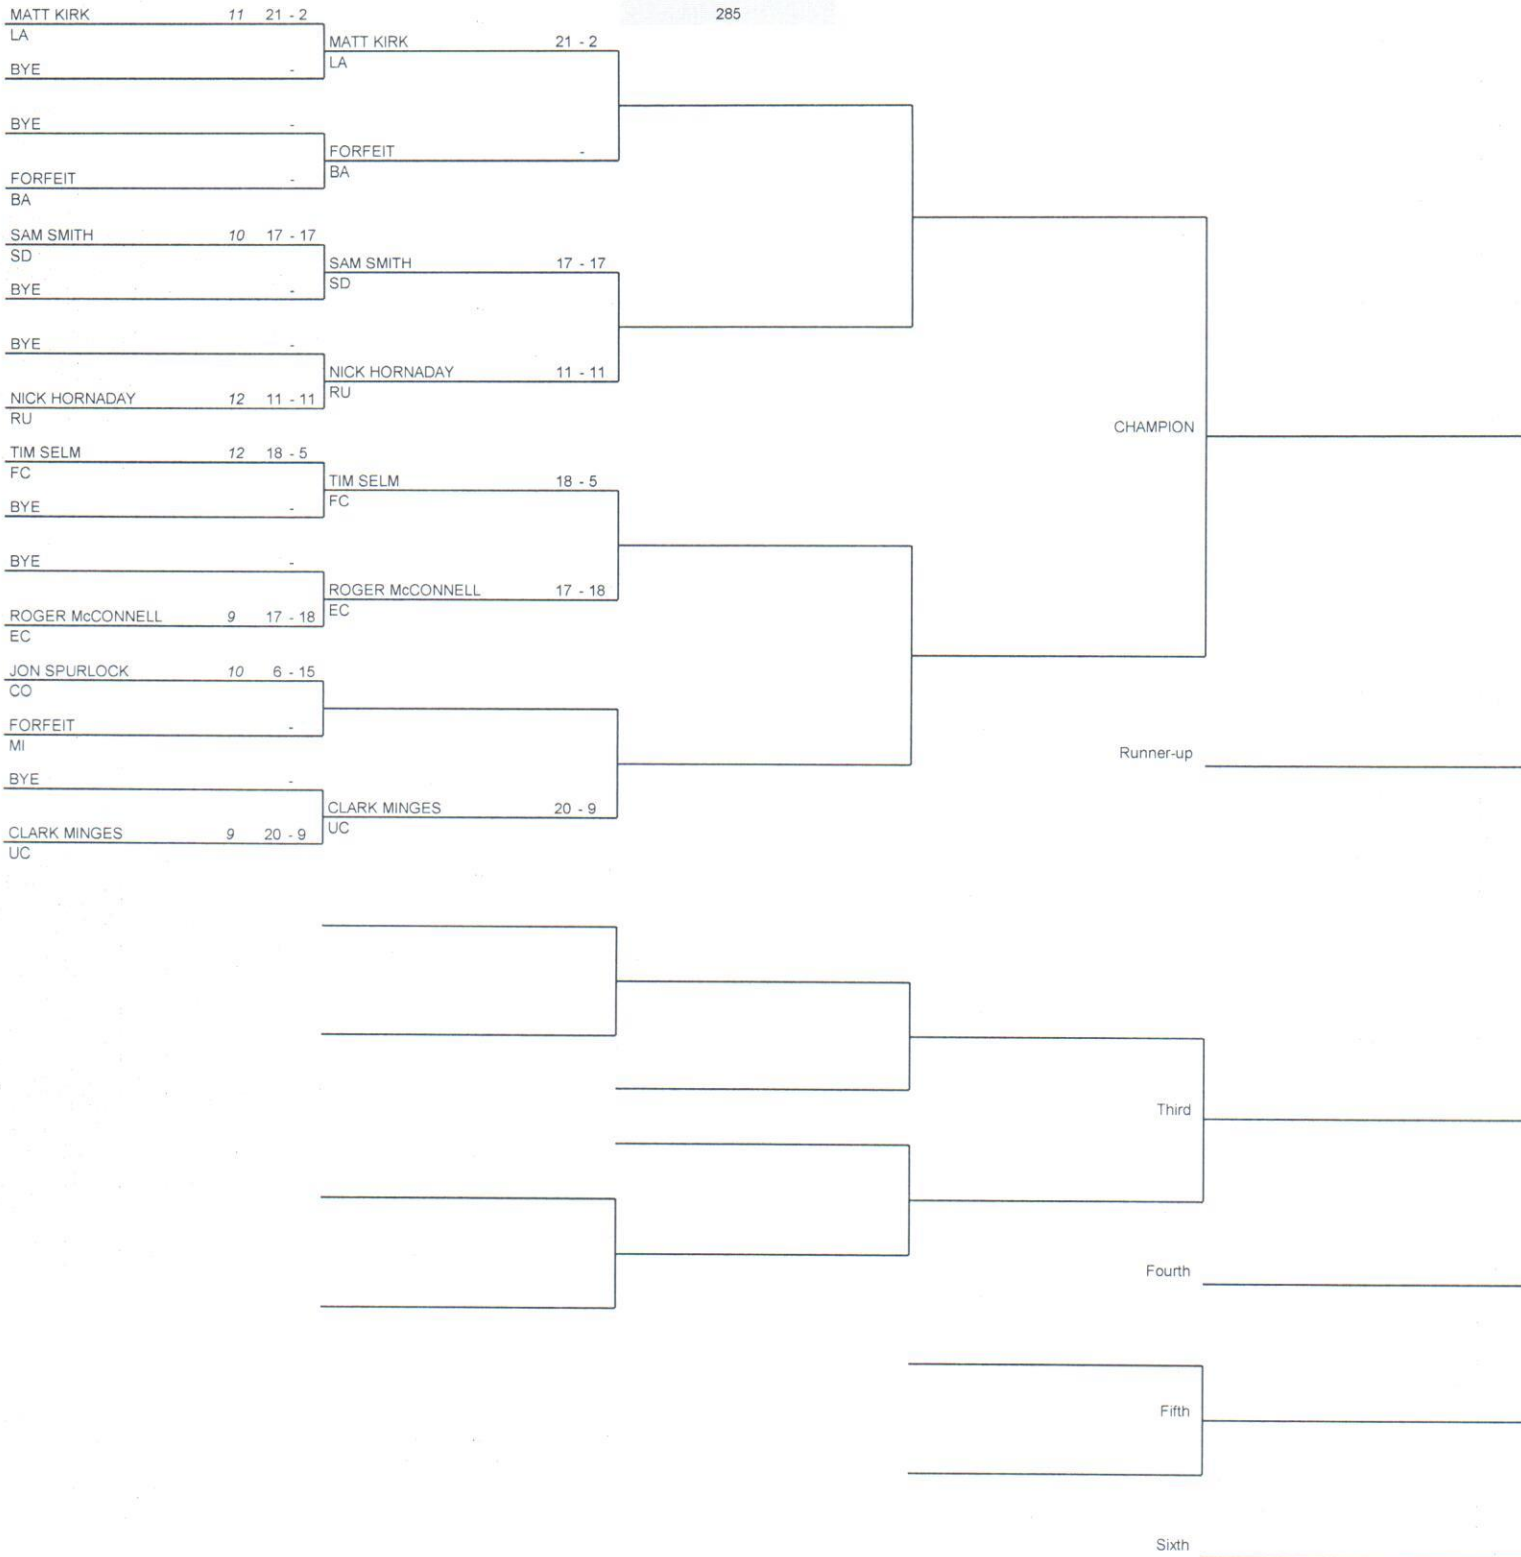 285
MATT KIRK 11 21 - 2
LA
BYE -
BYE -
FORFEIT -
BA
SAM SMITH 10 17 - 17
SD
BYE -
BYE -
NICK HORNADAY 12 11 - 11
RU
TIM SELM 12 18 - 5
FC
BYE -
BYE -
ROGER McCONNELL 9 17 - 18
EC
JON SPURLOCK 10 6 - 15
CO
FORFEIT -
MI
BYE -
CLARK MINGES 9 20 - 9
UC
MATT KIRK 21 - 2
LA
FORFEIT -
BA
SAM SMITH 17 - 17
SD
NICK HORNADAY 11 - 11
RU
TIM SELM 18 - 5
FC
ROGER McCONNELL 17 - 18
EC
CLARK MINGES 20 - 9
UC
CHAMPION
Runner-up
Third
Fourth
Fifth
Sixth